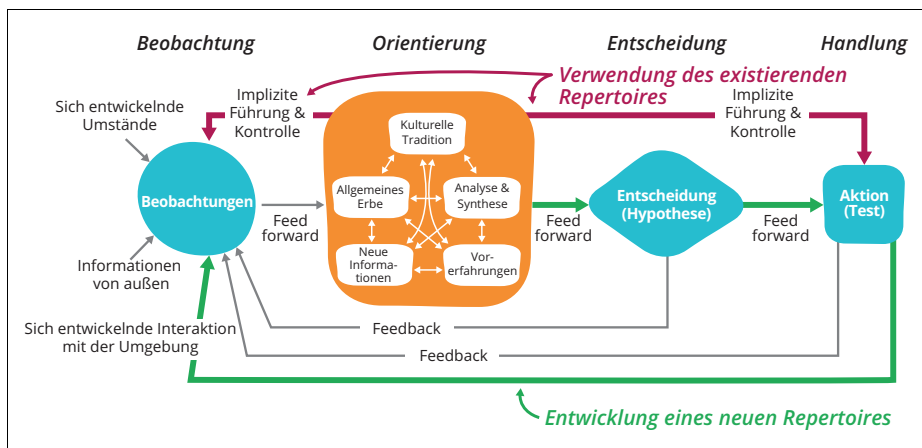 Beobachtung
Orientierung
Entscheidung
Handlung
Verwendung des existierenden
Repertoires
Implizite
Führung &
Kontrolle
Implizite
Führung &
Kontrolle
Sich entwickelnde
Umstände
Beobachtungen
Informationen
von außen
Feed
forward
Kulturelle
Tradition
Allgemeines
Erbe
Analyse &
Synthese
Neue
Informa-
tionen
Vor-
erfahrungen
Feed
forward
Entscheidung
(Hypothese)
Feed
forward
Aktion
(Test)
Sich entwickelnde Interaktion
mit der Umgebung
Feedback
Feedback
Entwicklung eines neuen Repertoires